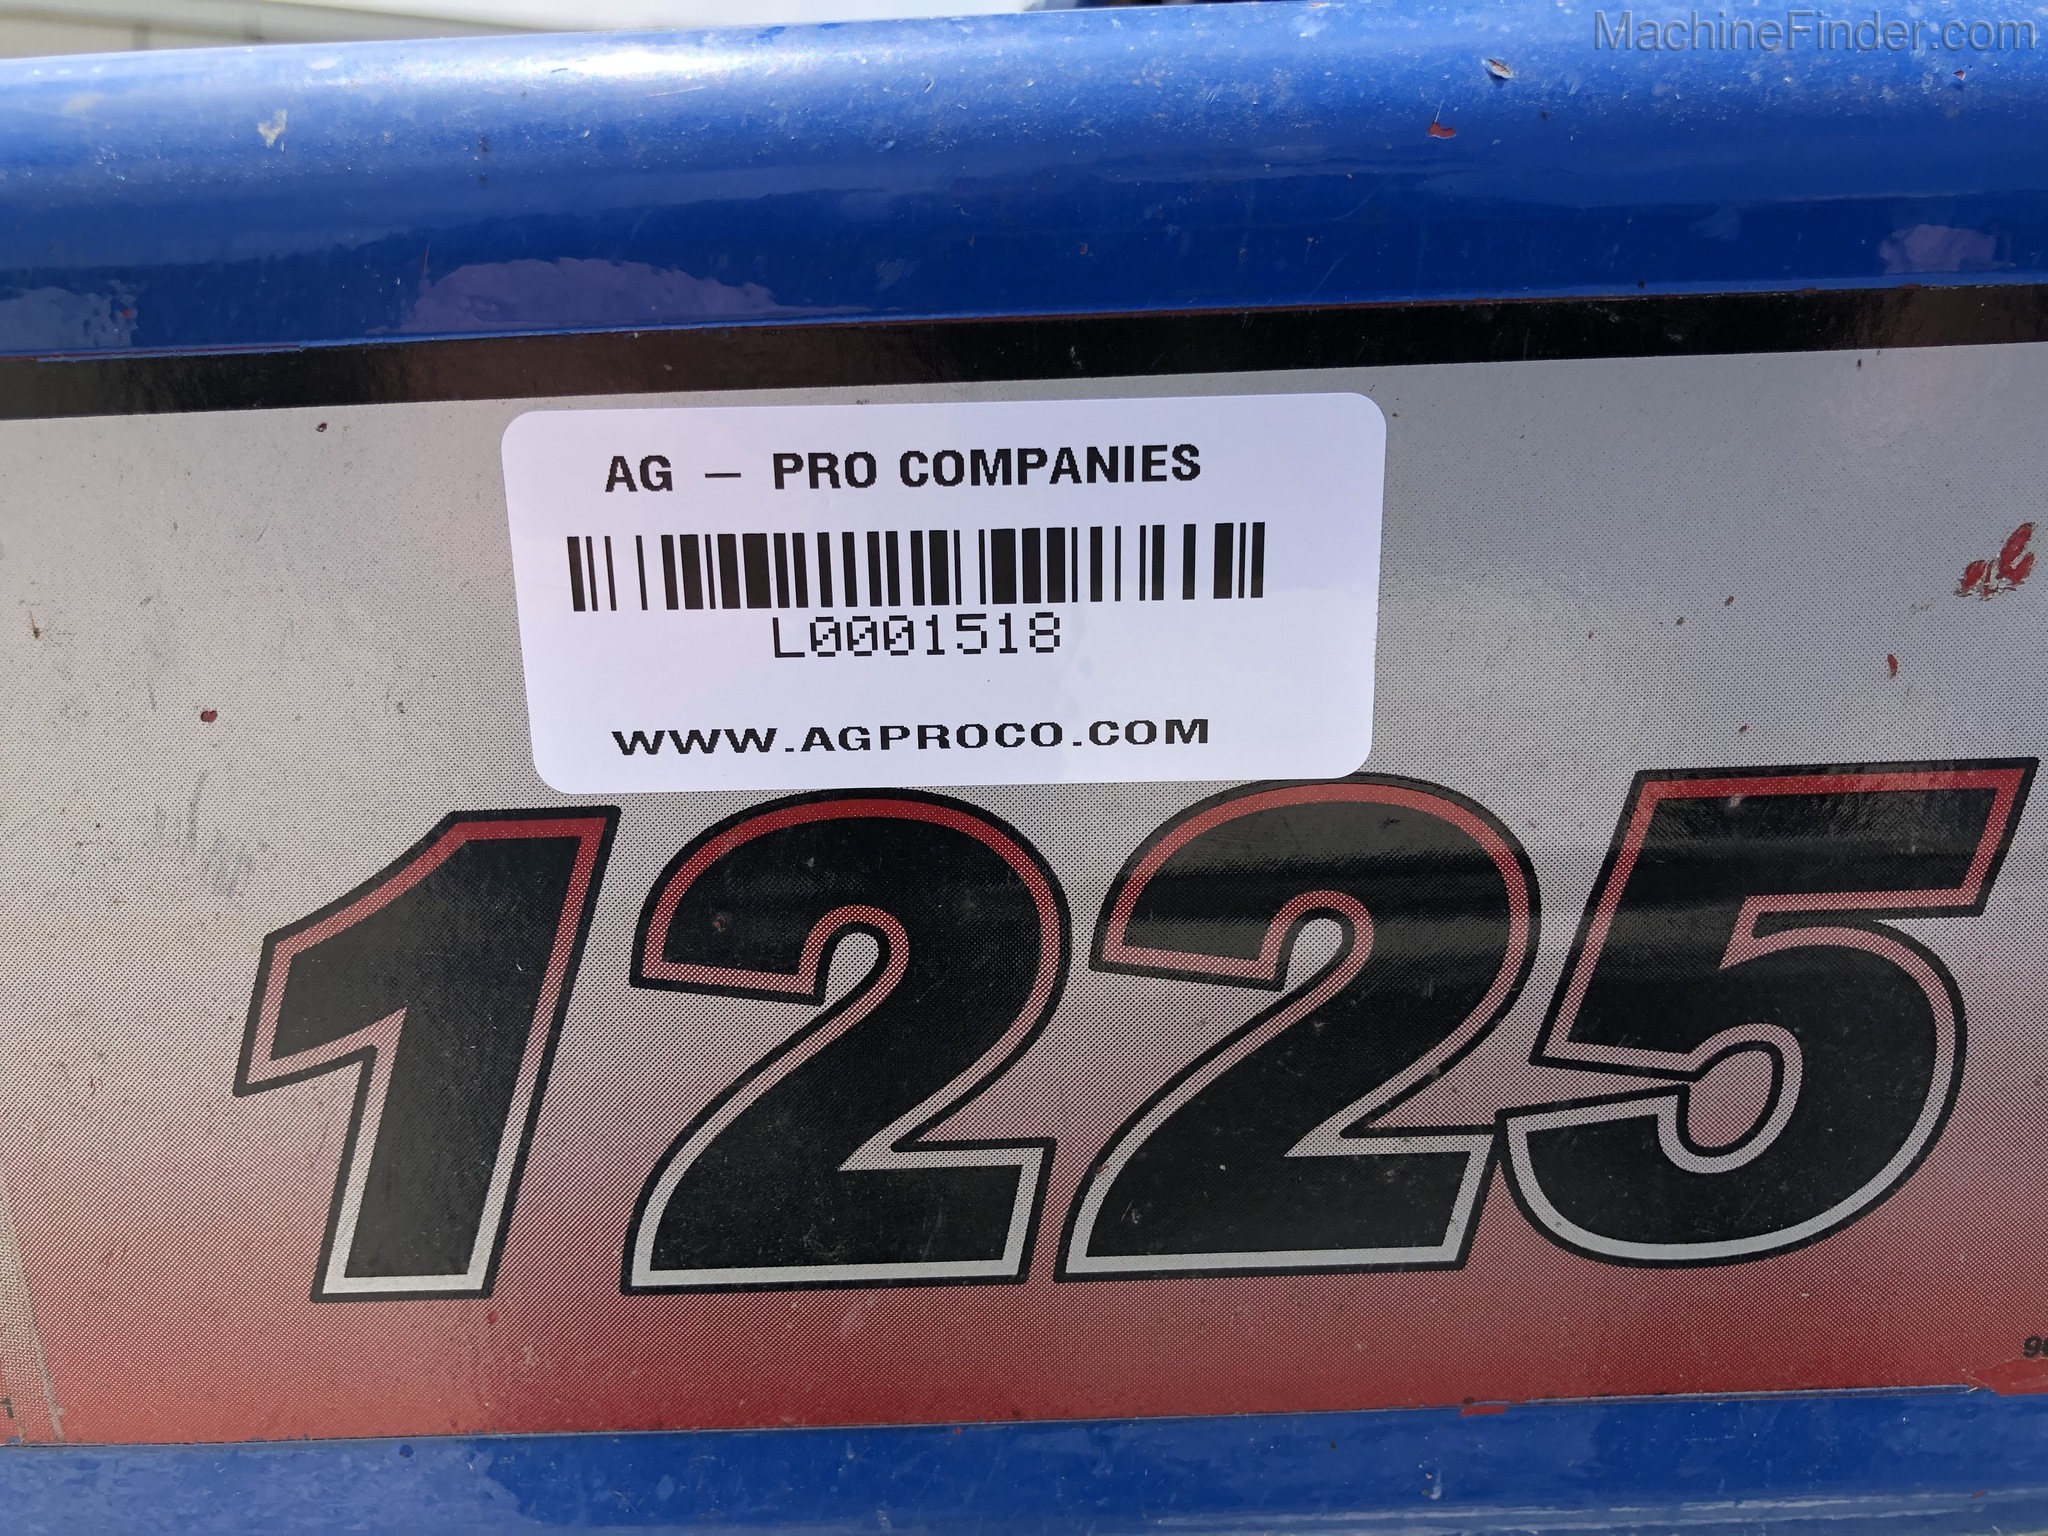 MachineFinder.com
AG – PRO COMPANIES
L0001518
WWW.AGPROCO.COM
1225